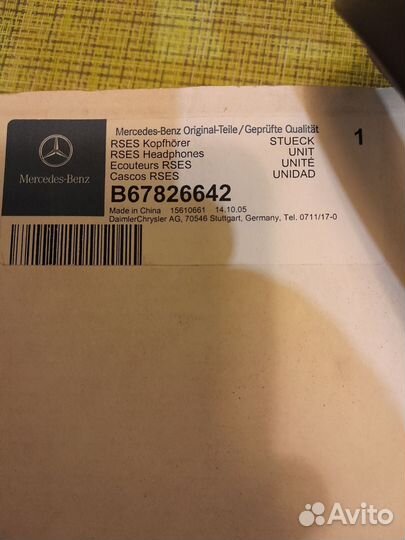 Mercedes-Benz Original-Teile/Geprüfte Qualität
RSES Kopfhörer STUECK 1
RSES Headphones UNIT
Ecouteurs RSES UNITÉ
Cascos RSES UNIDAD
Mercedes-Benz
B67826642
Made in China 15610661 14.10.05
DaimlerChrysler AG, 70546 Stuttgart, Germany, Tel. 0711/17-0
Avito